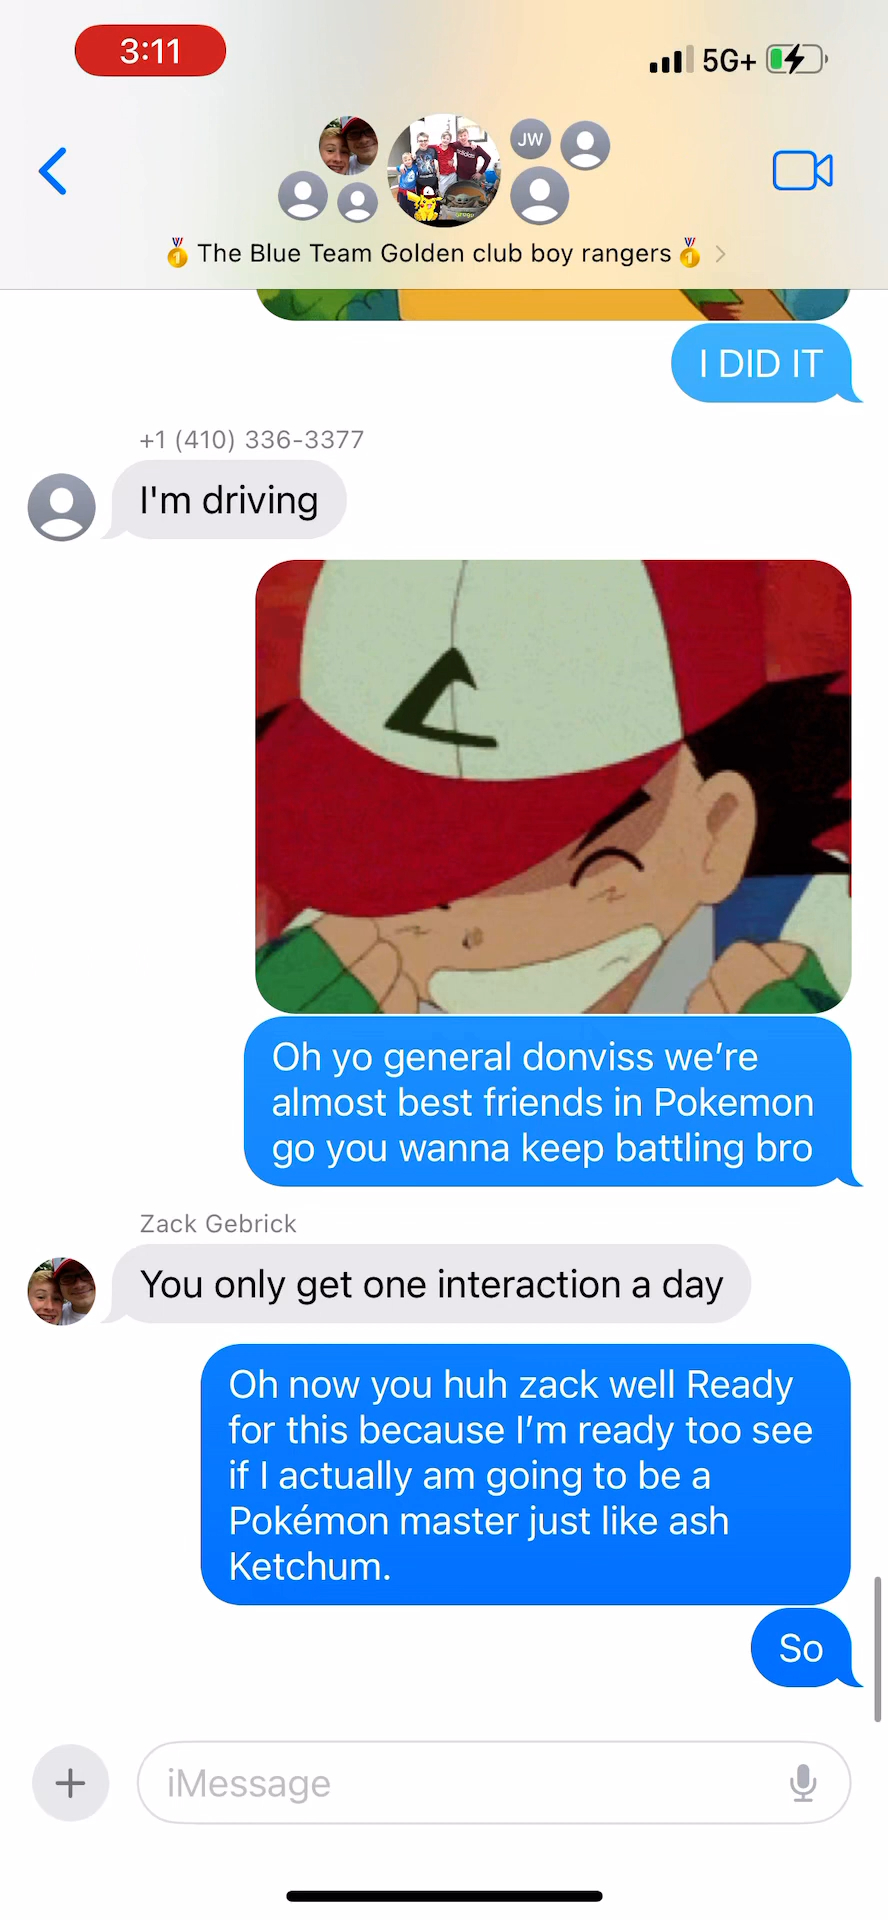 3:11
5G+
JW
🥇 The Blue Team Golden club boy rangers 🥇
I DID IT
+1 (410) 336-3377
I'm driving
Oh yo general donviss we’re
almost best friends in Pokemon
go you wanna keep battling bro
Zack Gebrick
You only get one interaction a day
Oh now you huh zack well Ready
for this because I’m ready too see
if I actually am going to be a
Pokémon master just like ash
Ketchum.
So
iMessage